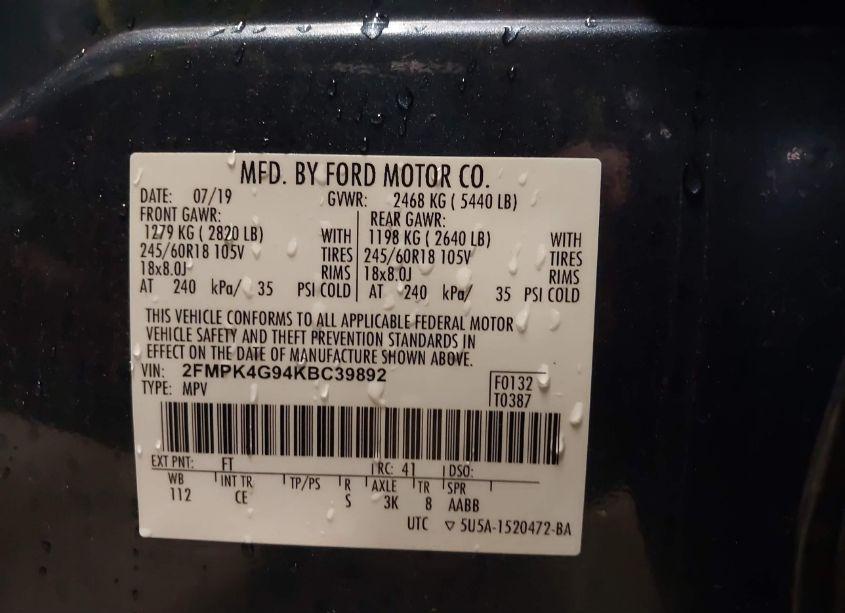 MFD. BY FORD MOTOR CO.
DATE: 07/19 GVWR: 2468 KG ( 5440 LB)
FRONT GAWR: REAR GAWR:
1279 KG ( 2820 LB) WITH 1198 KG ( 2640 LB) WITH
245/60R18 105V TIRES 245/60R18 105V TIRES
18x8.0J RIMS 18x8.0J RIMS
AT 240 kPa/ 35 PSI COLD AT 240 kPa/ 35 PSI COLD
THIS VEHICLE CONFORMS TO ALL APPLICABLE FEDERAL MOTOR
VEHICLE SAFETY AND THEFT PREVENTION STANDARDS IN
EFFECT ON THE DATE OF MANUFACTURE SHOWN ABOVE.
VIN: 2FMPK4G94KBC39892
TYPE: MPV
F0132
T0387
EXT PNT: FT RC: 41 DSO:
WB INT TR TP/PS R AXLE TR SPR
112 CE S 3K 8 AABB
UTC ▽ 5U5A-1520472-BA